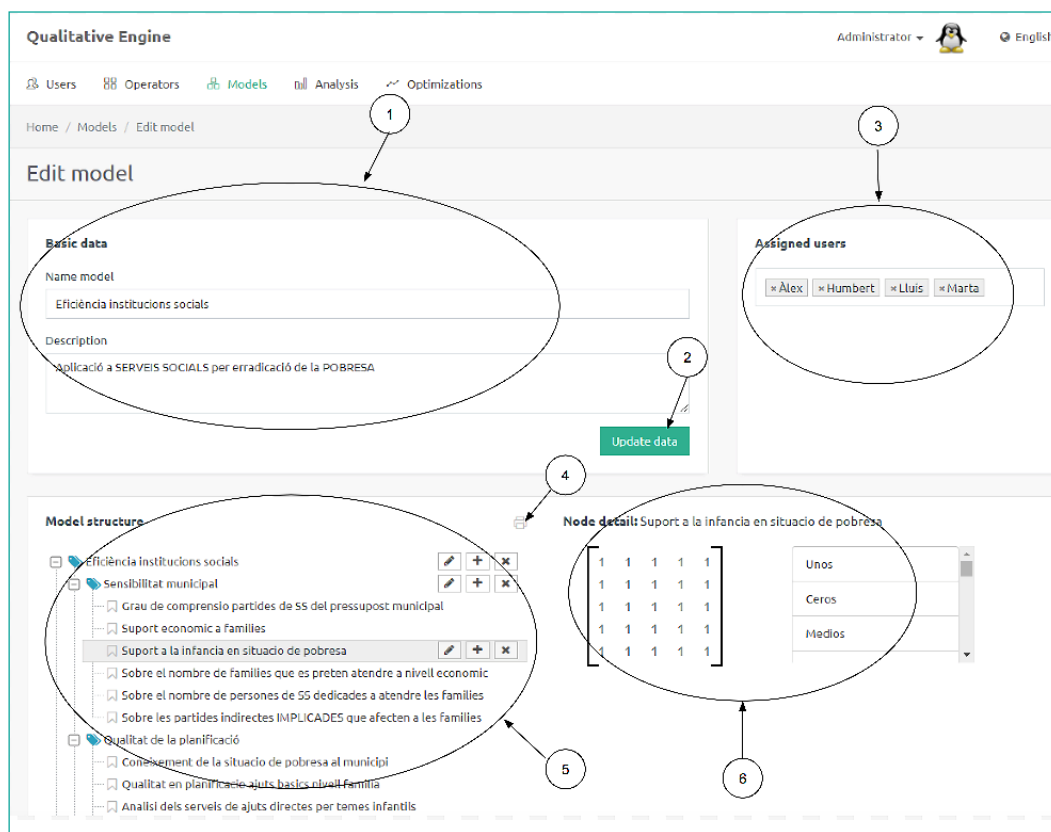 Qualitative Engine
Administrator
English
Users
Operators
Models
Analysis
Optimizations
1
Home / Models / Edit model
3
Edit model
Basic data
Assigned users
Name model
× Àlex × Humbert × Lluis × Marta
Eficiència institucions socials
Description
2
Aplicació a SERVEIS SOCIALS per erradicació de la POBRESA
Update data
4
Model structure
Node detail: Suport a la infancia en situacio de pobresa
Eficiència institucions socials
Sensibilitat municipal
Grau de comprensio partides de SS del pressupost municipal
Suport economic a families
Suport a la infancia en situacio de pobresa
Sobre el nombre de families que es preten atendre a nivell economic
Sobre el nombre de persones de SS dedicades a atendre les families
Sobre les partides indirectes IMPLICADES que afecten a les families
Qualitat de la planificació
Coneixement de la situacio de pobresa al municipi
Qualitat en planificacio ajuts basics nivell familia
Analisi dels serveis de ajuts directes per temes infantils
1 1 1 1 1
1 1 1 1 1
1 1 1 1 1
1 1 1 1 1
1 1 1 1 1
Unos
Ceros
Medios
5
6